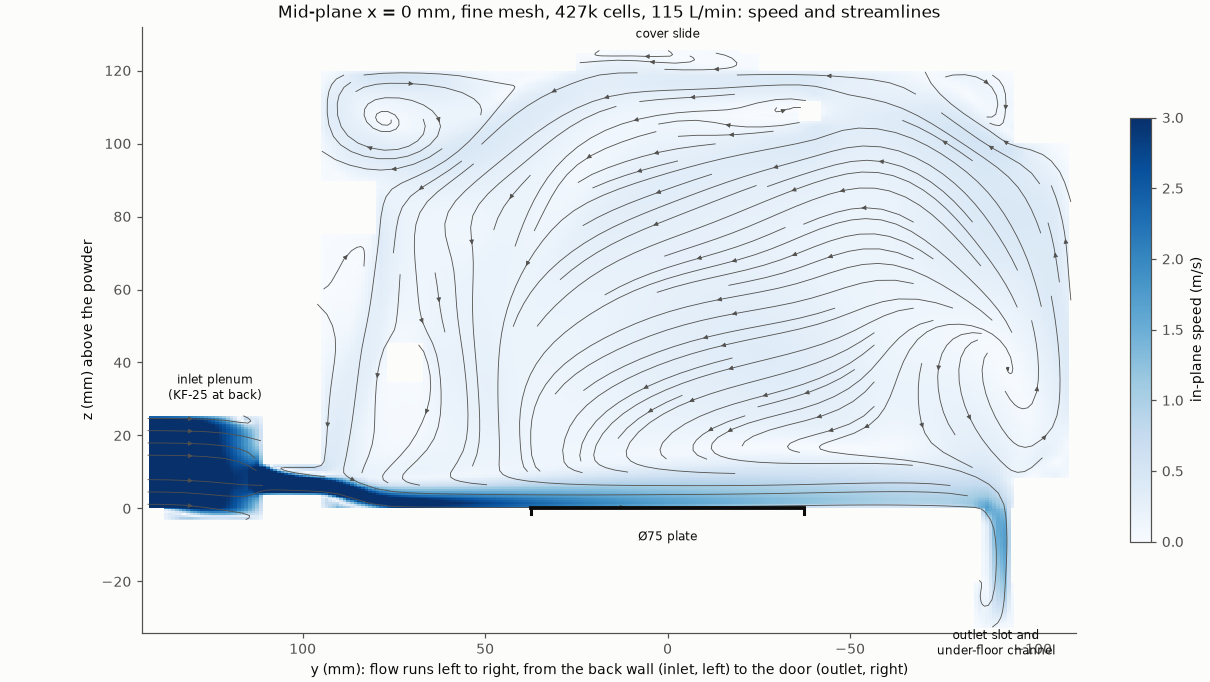 Mid-plane x = 0 mm, fine mesh, 427k cells, 115 L/min: speed and streamlines
cover slide
120
100
80
60
40
20
0
−20
z (mm) above the powder
inlet plenum
(KF-25 at back)
Ø75 plate
outlet slot and
under-floor channel
100
50
0
−50
−100
y (mm): flow runs left to right, from the back wall (inlet, left) to the door (outlet, right)
3.0
2.5
2.0
1.5
1.0
0.5
0.0
in-plane speed (m/s)